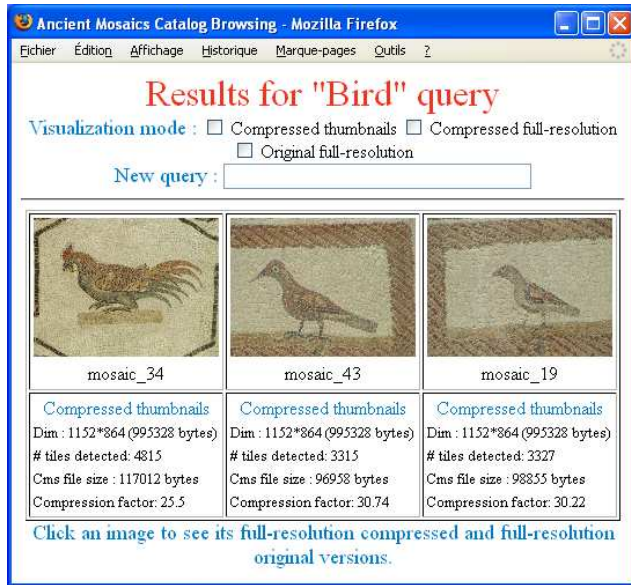 Ancient Mosaics Catalog Browsing - Mozilla Firefox
Fichier Édition Affichage Historique Marque-pages Outils ?
Results for "Bird" query
Visualization mode : Compressed thumbnails Compressed full-resolution
Original full-resolution
New query :
mosaic_34 mosaic_43 mosaic_19
Compressed thumbnails Compressed thumbnails Compressed thumbnails
Dim : 1152*864 (995328 bytes) Dim : 1152*864 (995328 bytes) Dim : 1152*864 (995328 bytes)
# tiles detected: 4815 # tiles detected: 3315 # tiles detected: 3327
Cms file size : 117012 bytes Cms file size : 96958 bytes Cms file size : 98855 bytes
Compression factor: 25.5 Compression factor: 30.74 Compression factor: 30.22
Click an image to see its full-resolution compressed and full-resolution
original versions.